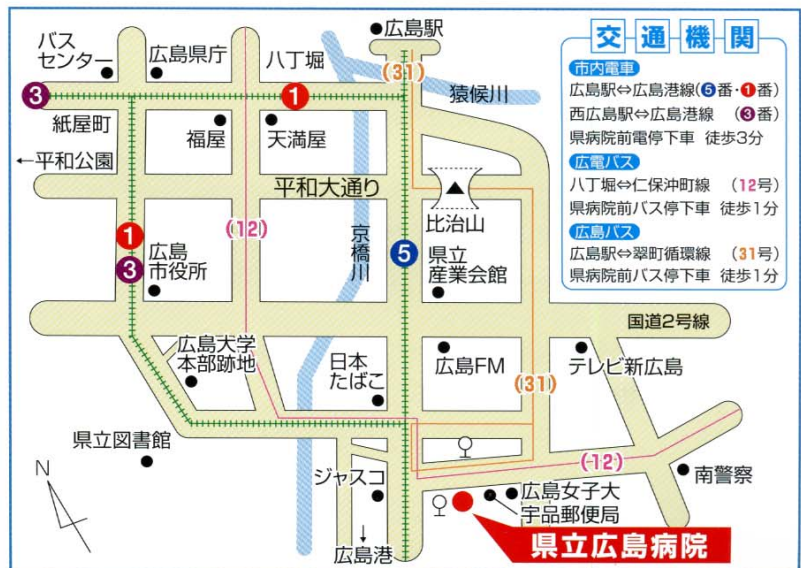 広島駅
バス
センター
広島県庁
八丁堀
(31)
猿候川
3
1
紙屋町
福屋
天満屋
←平和公園
平和大通り
比治山
(12)
1
3
広島
市役所
京橋川
5
県立
産業会館
国道2号線
広島大学
本部跡地
日本
たばこ
広島FM
テレビ新広島
(31)
県立図書館
(12)
南警察
N
ジャスコ
広島女子大
宇品郵便局
↓
広島港
県立広島病院
交通機関
市内電車
広島駅⇔広島港線(5番・1番)
西広島駅⇔広島港線 (3番)
県病院前電停下車 徒歩3分
広電バス
八丁堀⇔仁保沖町線 (12号)
県病院前バス停下車 徒歩1分
広島バス
広島駅⇔翠町循環線 (31号)
県病院前バス停下車 徒歩1分